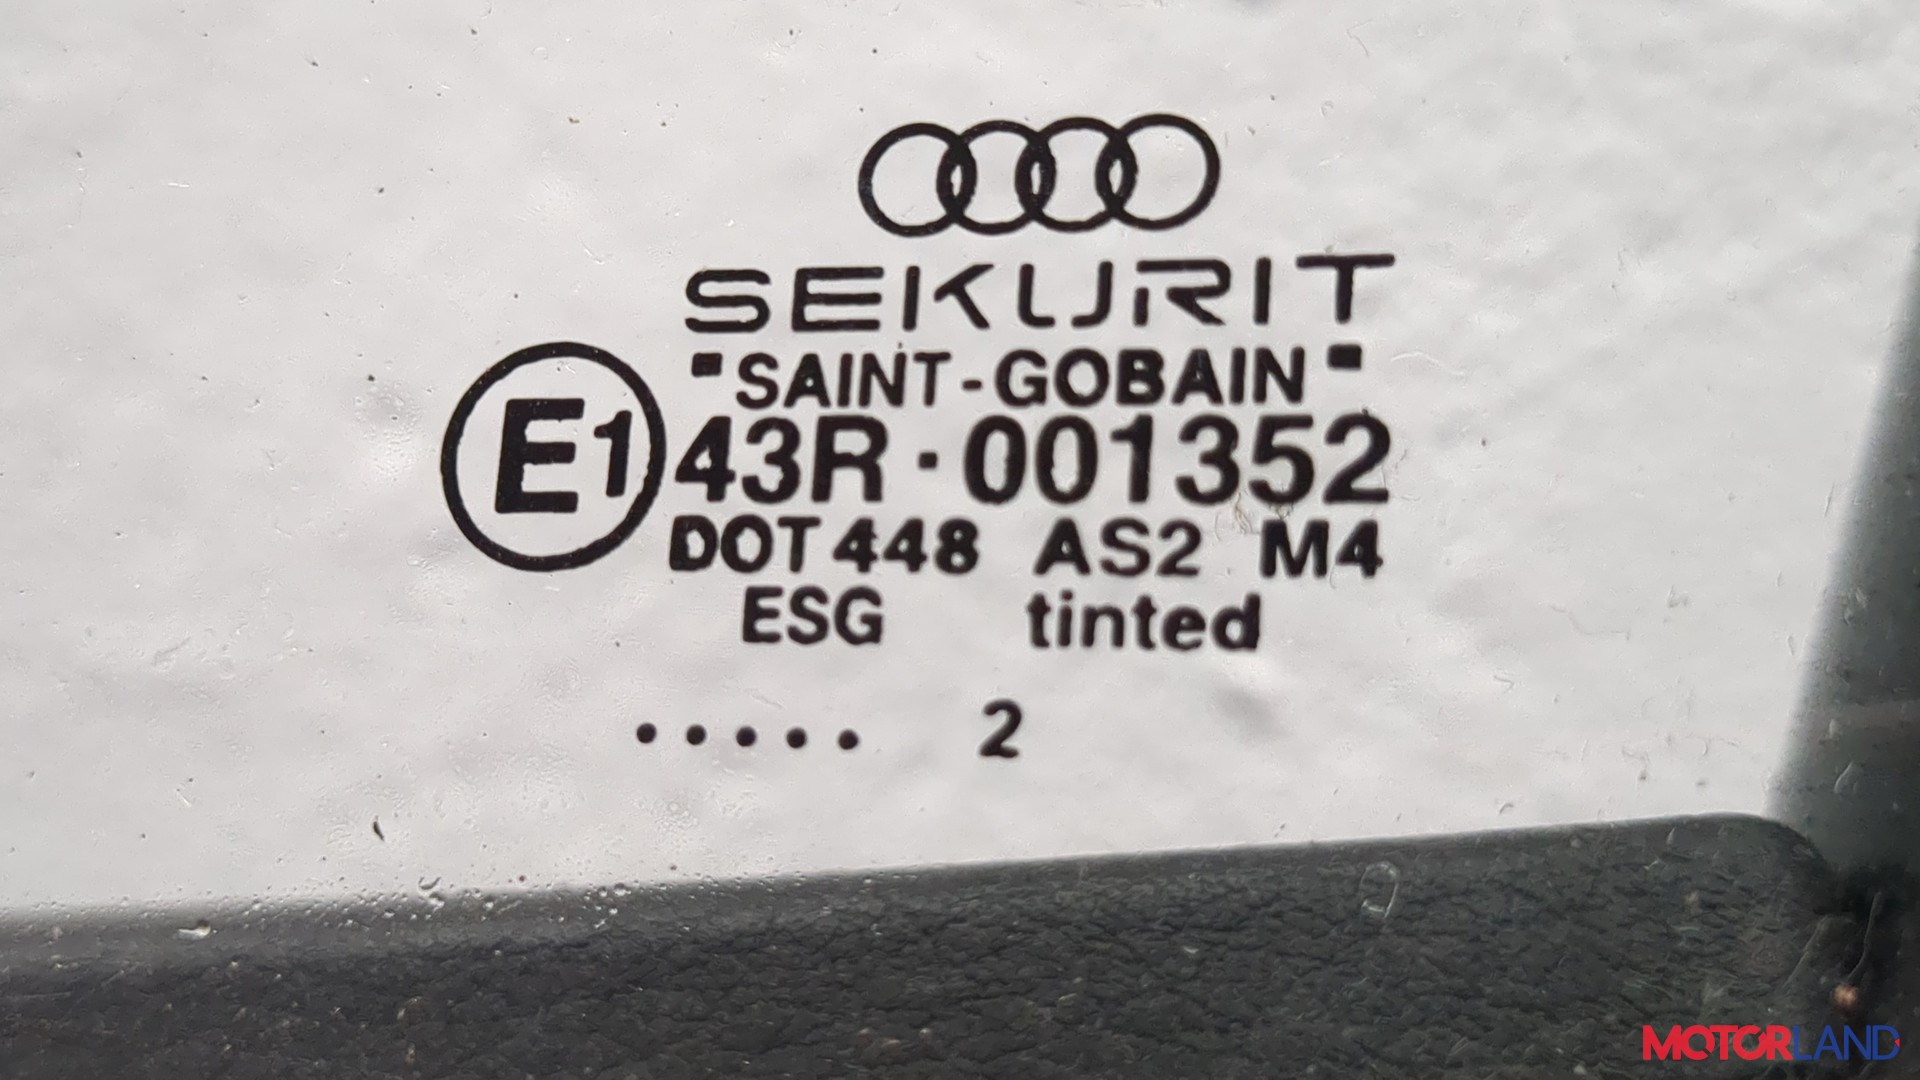 SEKURIT
"SAINT-GOBAIN"
E1 43R·001352
DOT 448 AS2 M4
ESG tinted
..... 2
MOTORLAND